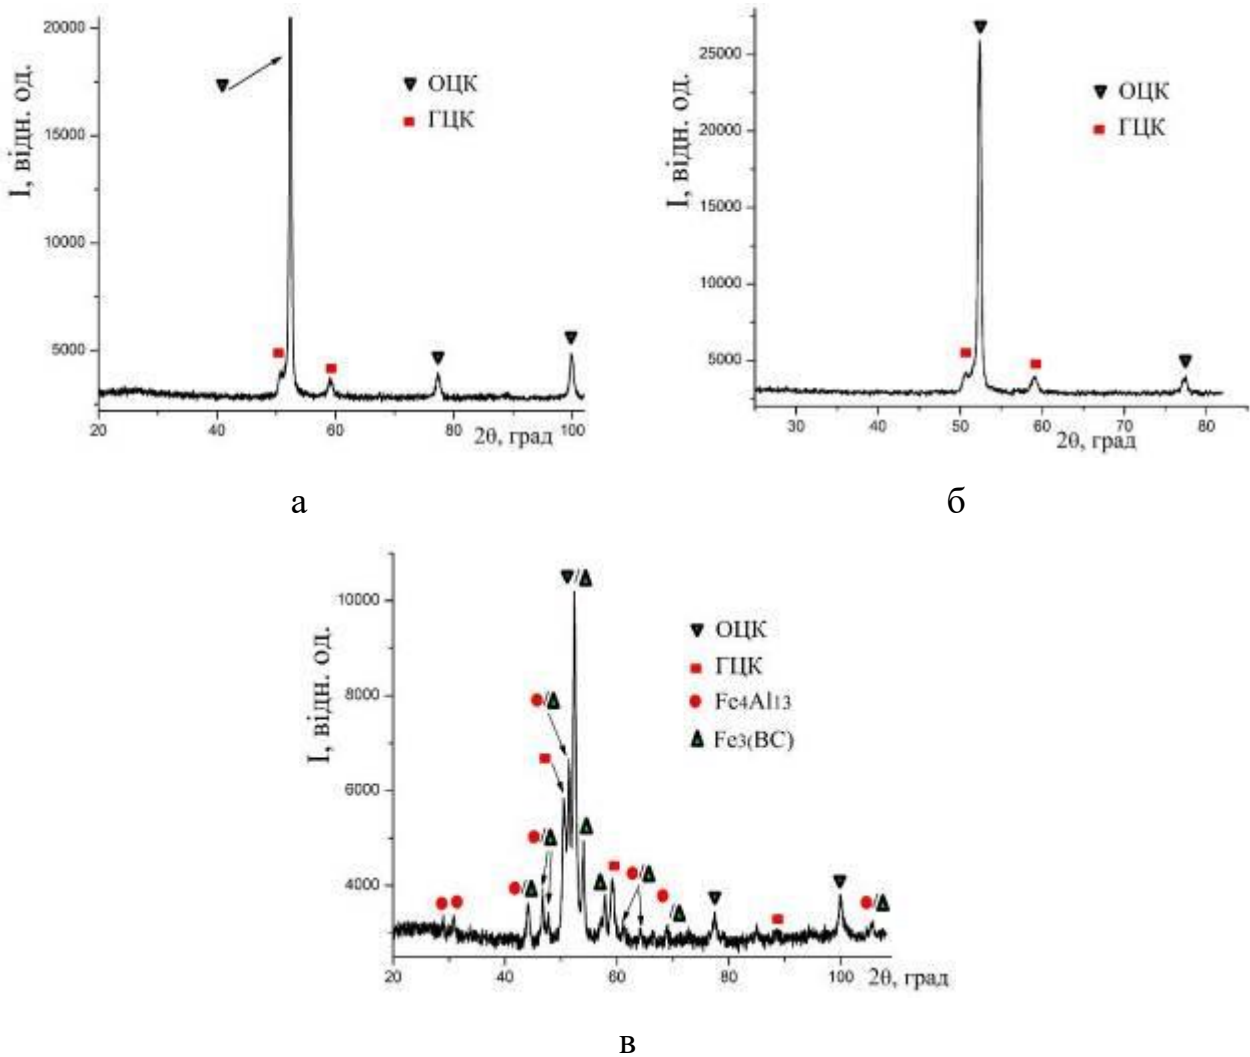 20000
15000
10000
5000
I, відн. од.
ОЦК
ГЦК
20
40
60
80
100
2θ, град
а
25000
20000
15000
10000
5000
I, відн. од.
ОЦК
ГЦК
30
40
50
60
70
80
2θ, град
б
10000
8000
6000
4000
I, відн. од.
ОЦК
ГЦК
Fe4Al13
Fe3(BC)
/
/
/
/
/
/
/
20
40
60
80
100
2θ, град
в